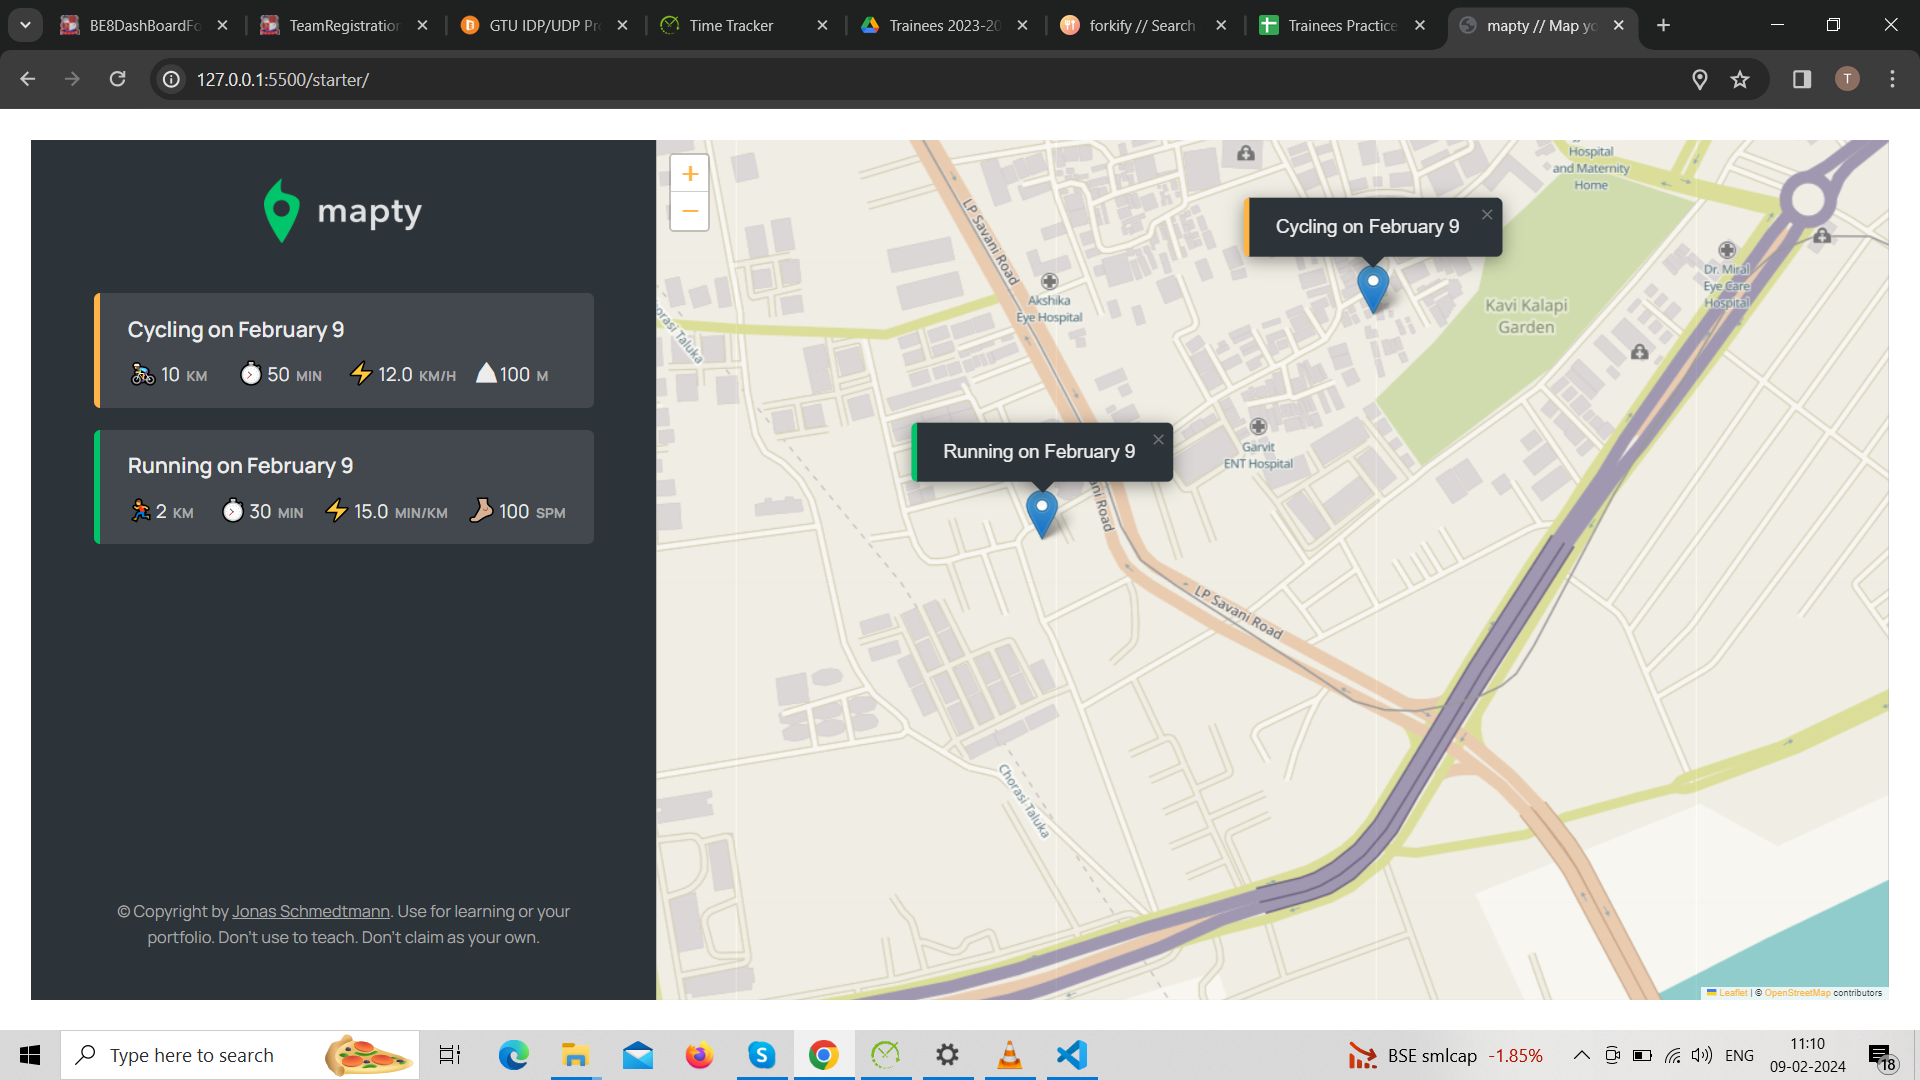 BE8DashBoardFo
TeamRegistration
GTU IDP/UDP Pr
Time Tracker
Trainees 2023-20
forkify // Search
Trainees Practice
mapty // Map yo
127.0.0.1:5500/starter/
T
mapty
Cycling on February 9
10 KM
50 MIN
12.0 KM/H
100 M
Running on February 9
2 KM
30 MIN
15.0 MIN/KM
100 SPM
© Copyright by Jonas Schmedtmann. Use for learning or your
portfolio. Don't use to teach. Don't claim as your own.
+
−
Hospital
and Maternity
Home
LP Savani Road
Cycling on February 9
Akshika
Eye Hospital
Dr. Miral
Eye Care
Hospital
Kavi Kalapi
Garden
Chorasi Taluka
Running on February 9
Garvit
ENT Hospital
ni Road
LP Savani Road
Chorasi Taluka
Leaflet | © OpenStreetMap contributors
Type here to search
BSE smlcap -1.85%
ENG
11:10
09-02-2024
18